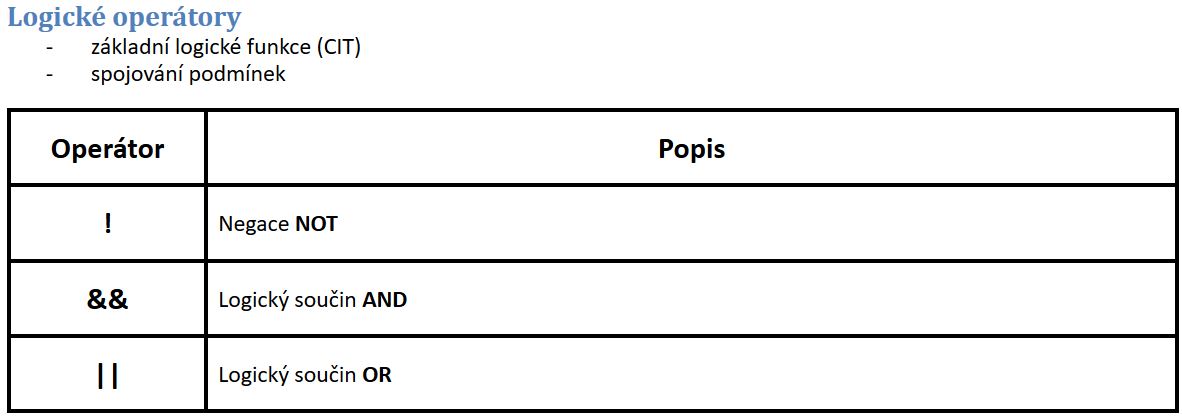 Logické operátory
- základní logické funkce (CIT)
- spojování podmínek
Operátor Popis
! Negace NOT
&& Logický součin AND
|| Logický součin OR